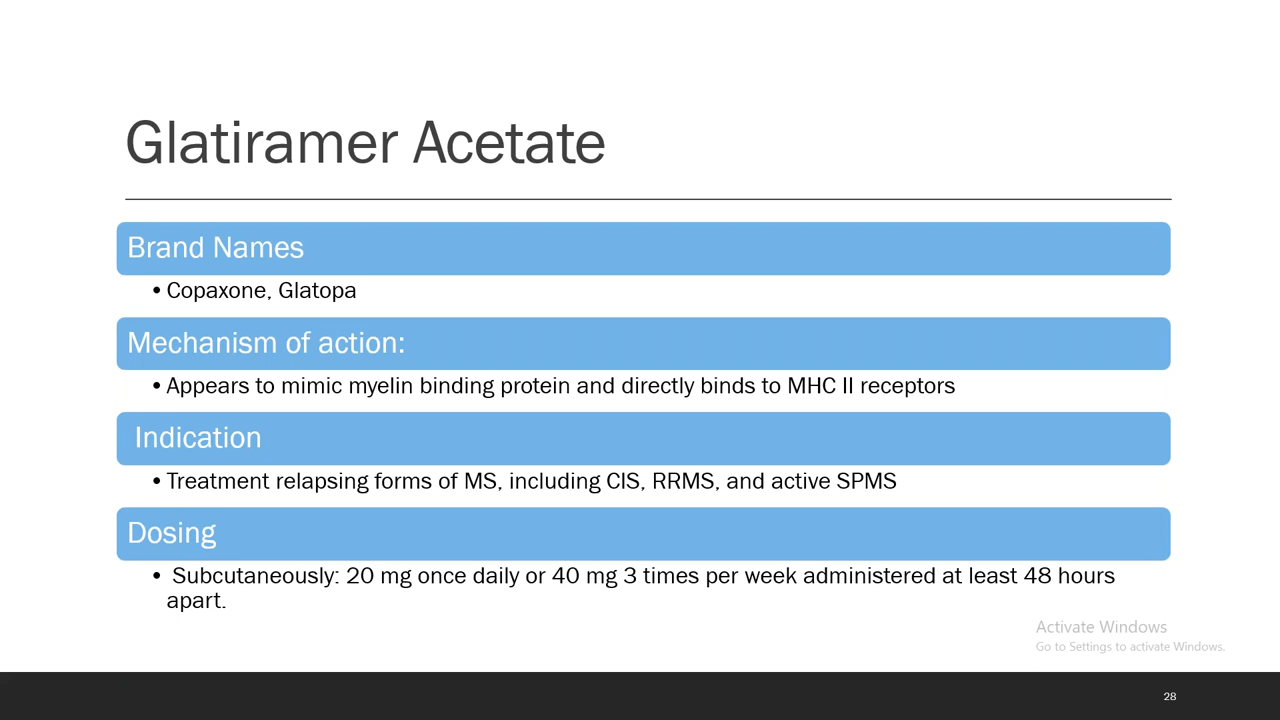 Glatiramer Acetate
Brand Names
• Copaxone, Glatopa
Mechanism of action:
• Appears to mimic myelin binding protein and directly binds to MHC II receptors
Indication
• Treatment relapsing forms of MS, including CIS, RRMS, and active SPMS
Dosing
• Subcutaneously: 20 mg once daily or 40 mg 3 times per week administered at least 48 hours
apart.
Activate Windows
Go to Settings to activate Windows.
28